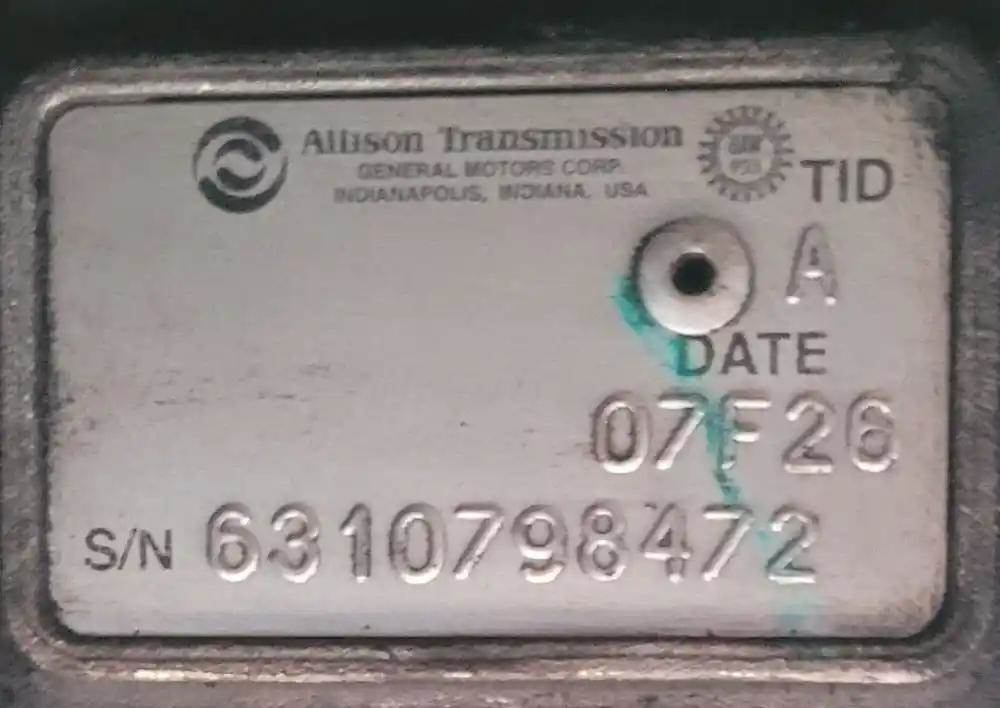 Allison Transmission
GENERAL MOTORS CORP.
INDIANAPOLIS, INDIANA, USA
TID
A
DATE
07F26
S/N 6310798472